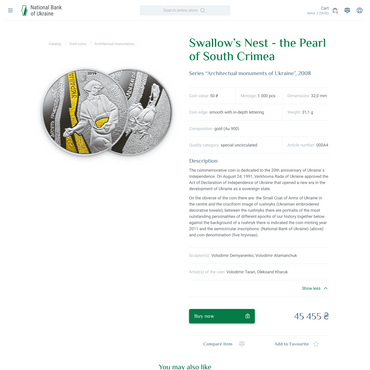 National Bank
of Ukraine
Search entire store
Cart
Catalog
Gold coins
Architectural monuments
Swallow's Nest - the Pearl
of South Crimea
Series "Architectural monuments of Ukraine", 2008
Coin value: 50 ₴ Mintage: 1.000 pcs Dimensions: 32,0 mm
Coin edge: smooth with in-depth lettering Weight: 31,1 g
Composition: gold (Au 900)
Quality category: special uncirculated Article number: 000A4
Description
The commemorative coin is dedicated to the 20th anniversary of Ukraine`s
independence. On August 24, 1991, Verkhovna Rada of Ukraine approved the
Act of Declaration of Independence of Ukraine that opened a new era in the
development of Ukraine as a sovereign state.
On the obverse of the coin there are: the Small Coat of Arms of Ukraine in
the centre and the cuneiform image of rushnyks (Ukrainian embroidered
decorative towels); between the rushnyks there are portraits of the most
outstanding personalities of different epochs of our history together below
against the background of a rushnyk is indicated the coin minting year
2011 and the semicircular inscriptions: (National Bank of Ukraine) (above)
and coin denomination (five hryvnias).
Sculptors: Volodimir Demyanenko, Volodimir Atamanchuk
Artist(s) of the coin: Volodimir Taran, Oleksand Kharuk
Show less
Buy now
45 455 ₴
Compare item
Add to Favourite
You may also like